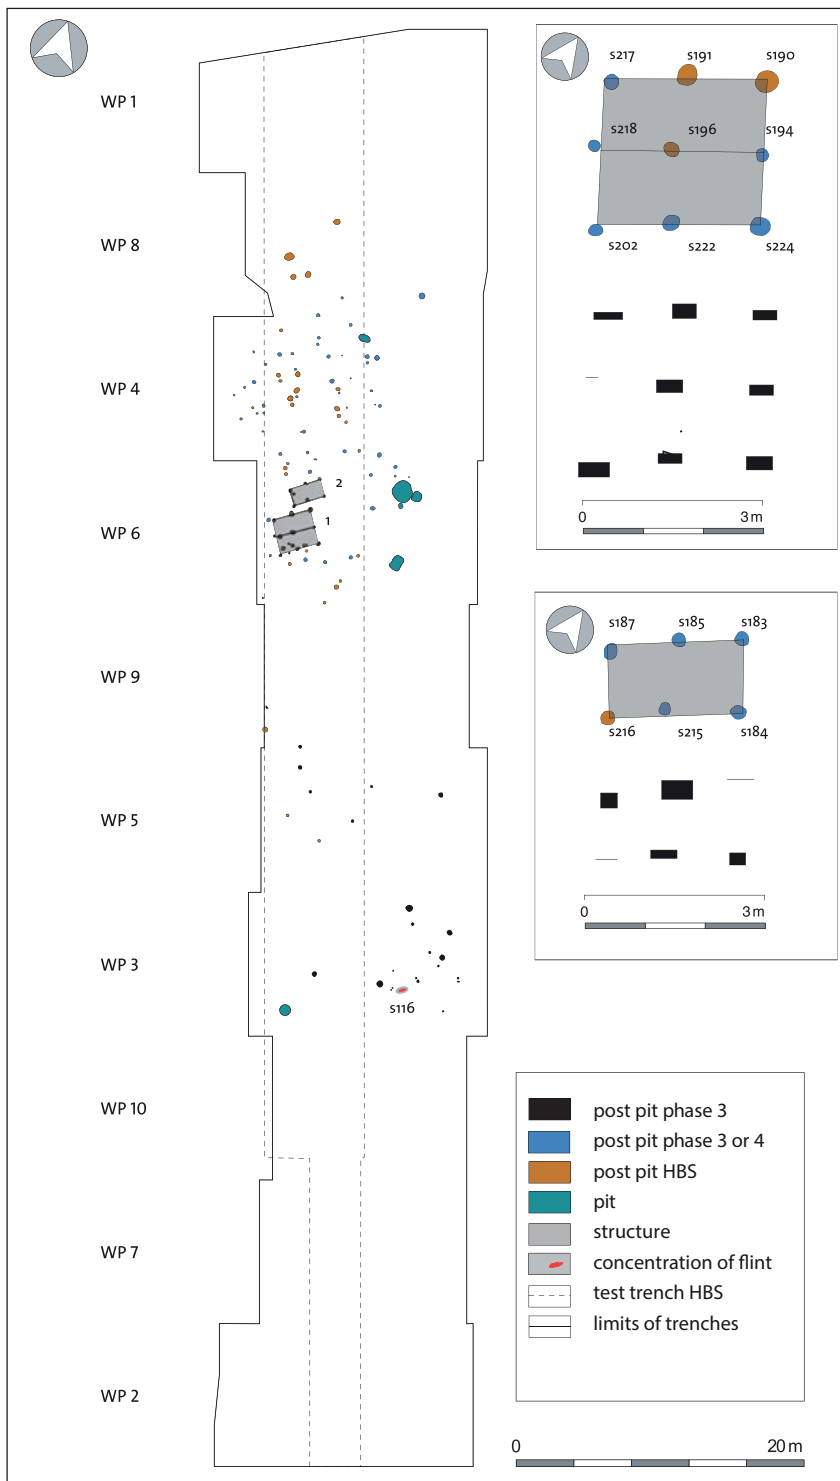 WP 1
WP 8
WP 4
WP 6
WP 9
WP 5
WP 3
WP 10
WP 7
WP 2
2
1
s116
s217 s191 s190
s218 s196 s194
s202 s222 s224
0 3 m
s187 s185 s183
s216 s215 s184
0 3 m
post pit phase 3
post pit phase 3 or 4
post pit HBS
pit
structure
concentration of flint
test trench HBS
limits of trenches
0 20 m